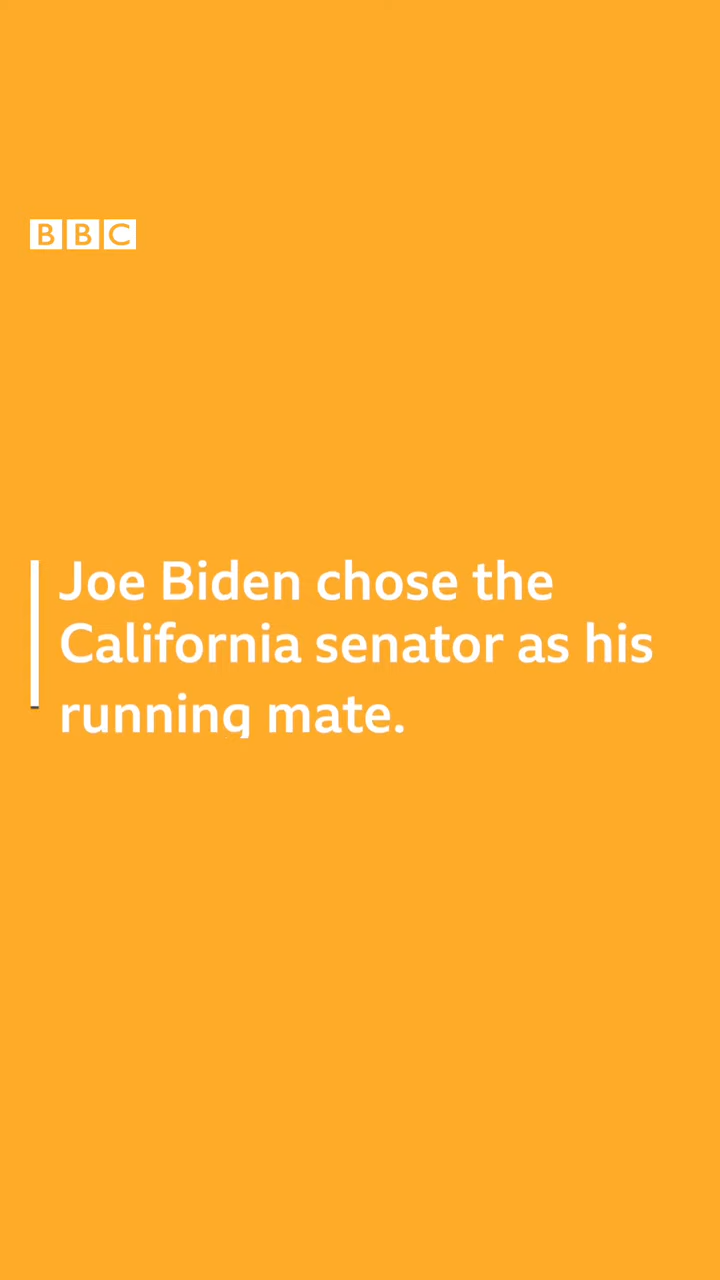 BBC
Joe Biden chose the
California senator as his
running mate.